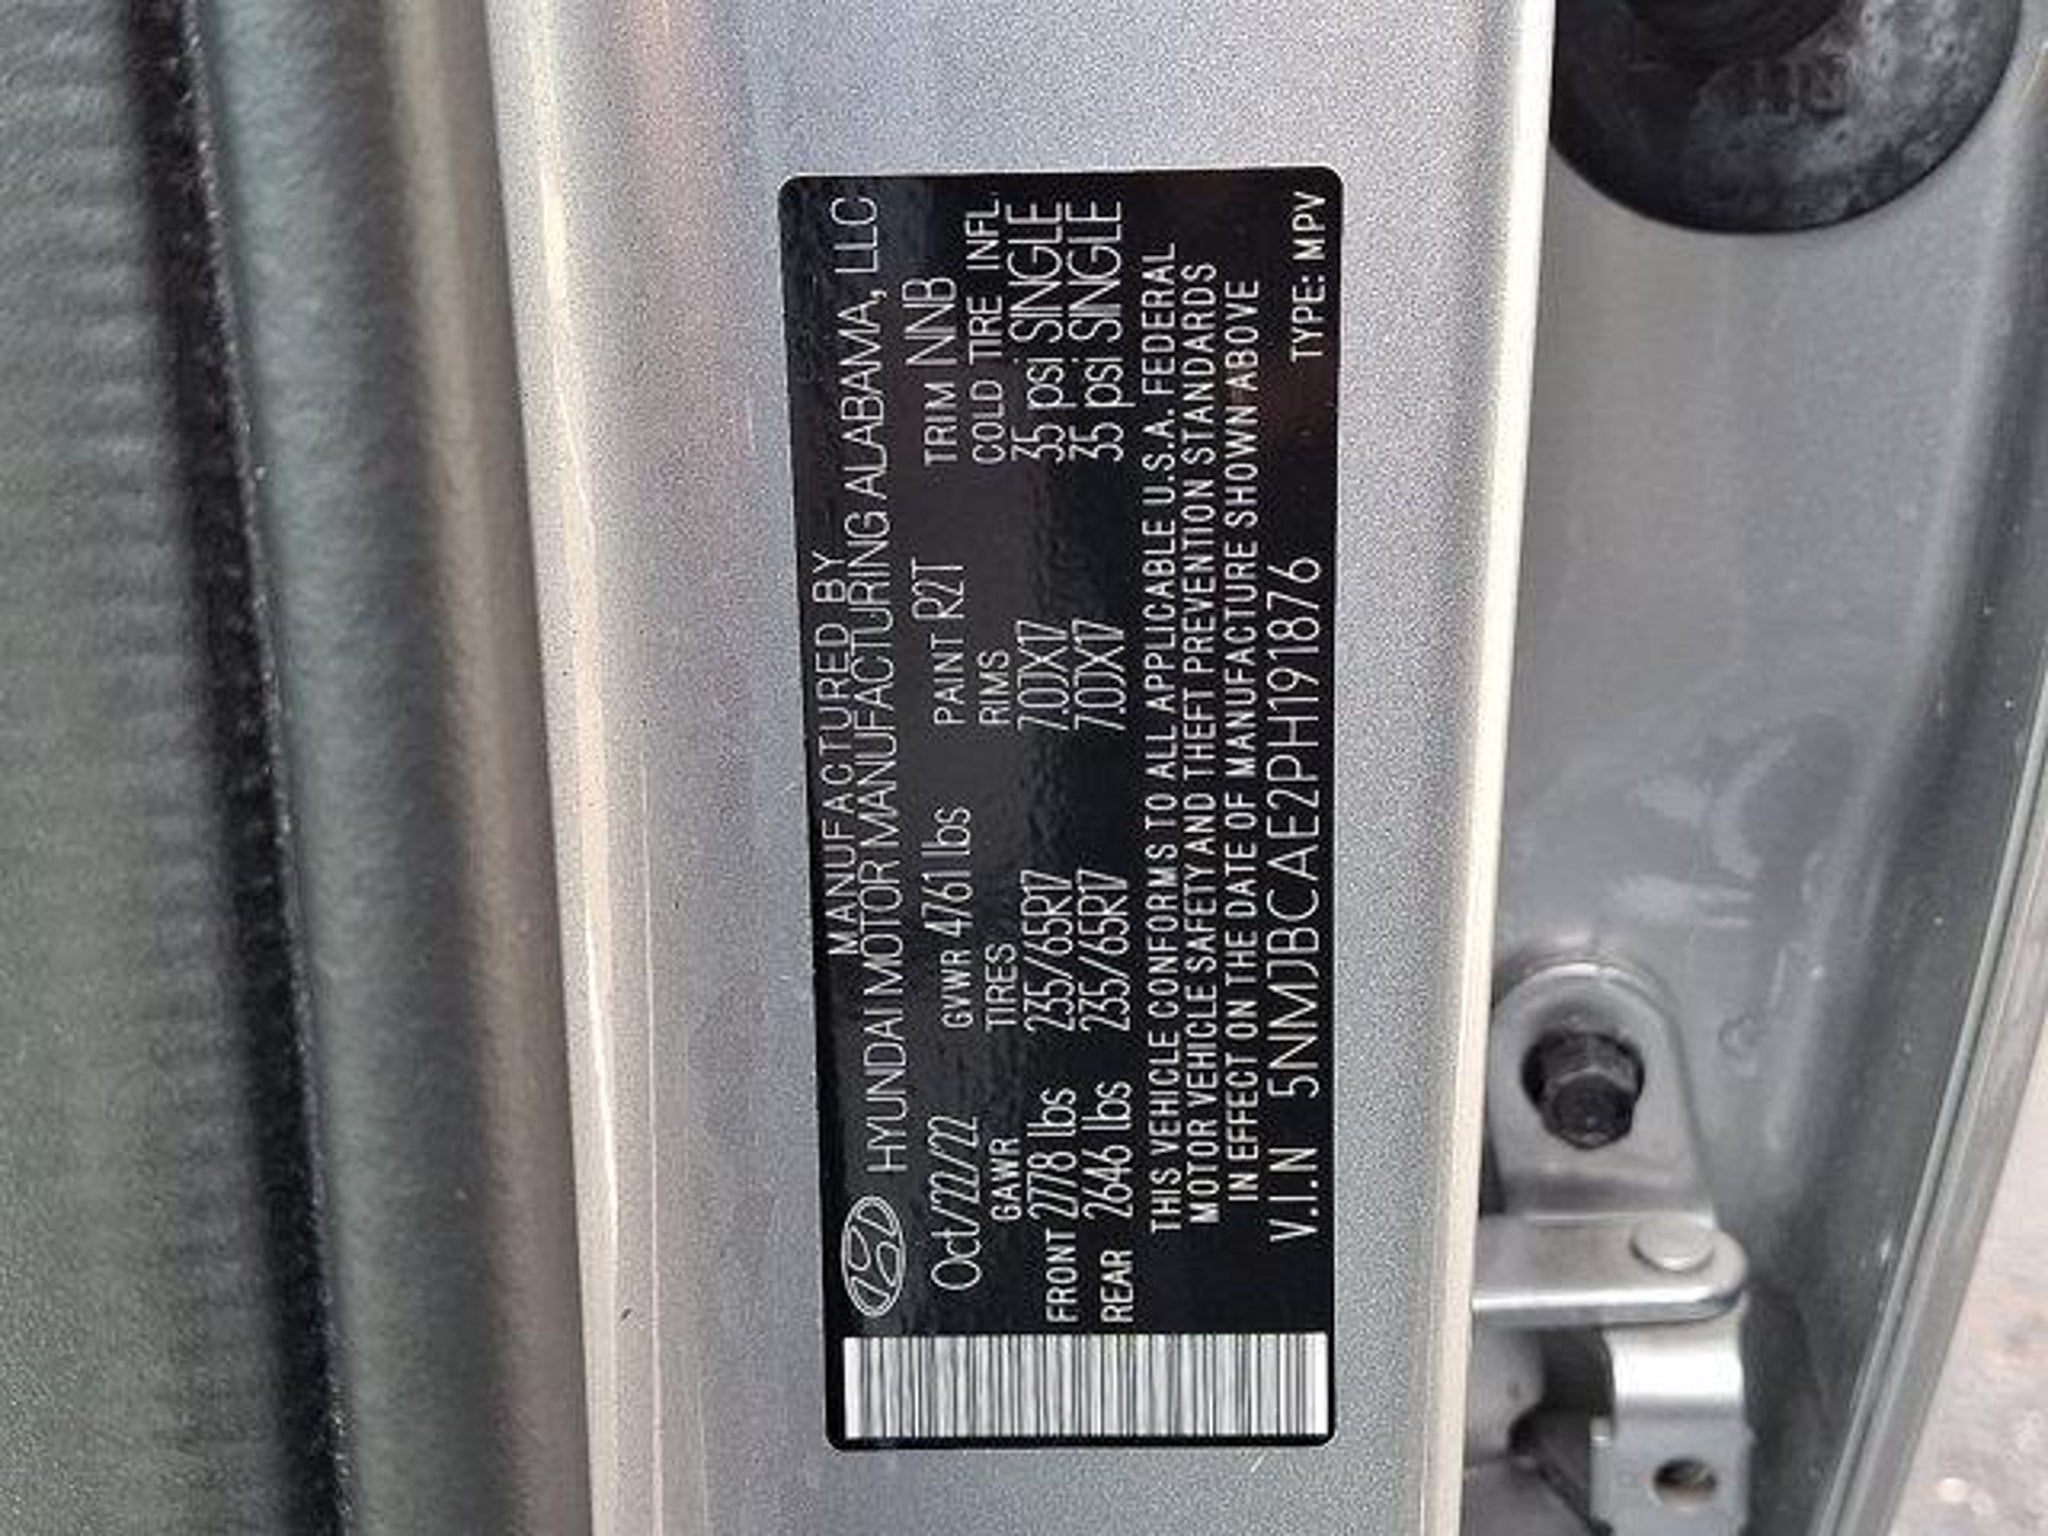 MANUFACTURED BY
HYUNDAI MOTOR MANUFACTURING ALABAMA, LLC
Oct/22/22 GVWR 4761 lbs PAINT R2T TRIM NNB
GAWR TIRES RIMS COLD TIRE INFL.
FRONT 2778 lbs 235/65R17 7.0JX17 35 psi SINGLE
REAR 2646 lbs 235/65R17 7.0JX17 35 psi SINGLE
THIS VEHICLE CONFORMS TO ALL APPLICABLE U.S.A. FEDERAL
MOTOR VEHICLE SAFETY AND THEFT PREVENTION STANDARDS
IN EFFECT ON THE DATE OF MANUFACTURE SHOWN ABOVE
V.I.N 5NMJBCAE2PH191876 TYPE: MPV